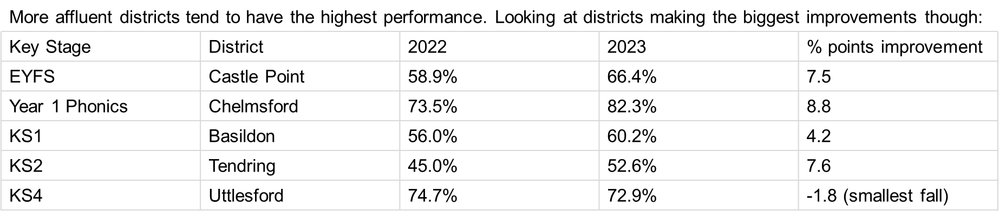 More affluent districts tend to have the highest performance. Looking at districts making the biggest improvements though:
Key Stage District 2022 2023 % points improvement
EYFS Castle Point 58.9% 66.4% 7.5
Year 1 Phonics Chelmsford 73.5% 82.3% 8.8
KS1 Basildon 56.0% 60.2% 4.2
KS2 Tendring 45.0% 52.6% 7.6
KS4 Uttlesford 74.7% 72.9% -1.8 (smallest fall)